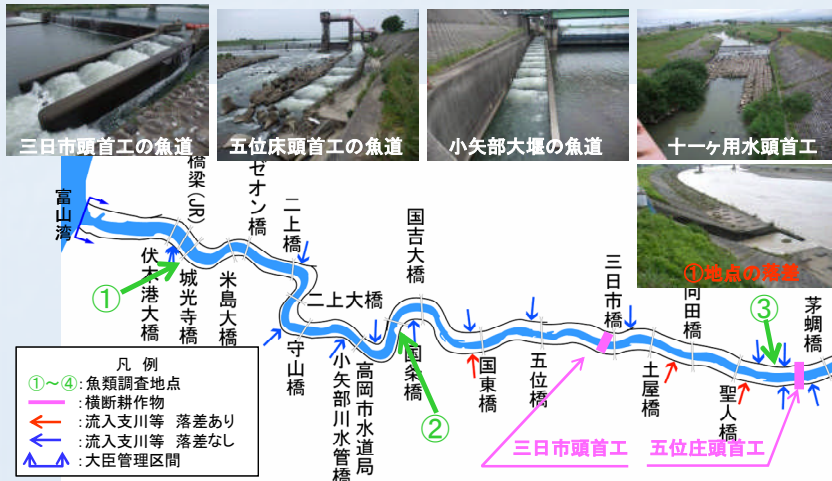 三日市頭首工の魚道
五位床頭首工の魚道
小矢部大堰の魚道
十一ヶ用水頭首工
①地点の落差
富山湾
伏木港大橋
橋梁(JR)
城光寺橋
米島大橋
ゼオン橋
二上橋
二上大橋
守山橋
小矢部川水管橋
高岡市水道局
国吉大橋
国条橋
国東橋
五位橋
三日市橋
土屋橋
向田橋
聖人橋
茅蜩橋
①
②
③
三日市頭首工
五位庄頭首工
凡 例
①～④:魚類調査地点
:横断耕作物
:流入支川等 落差あり
:流入支川等 落差なし
:大臣管理区間